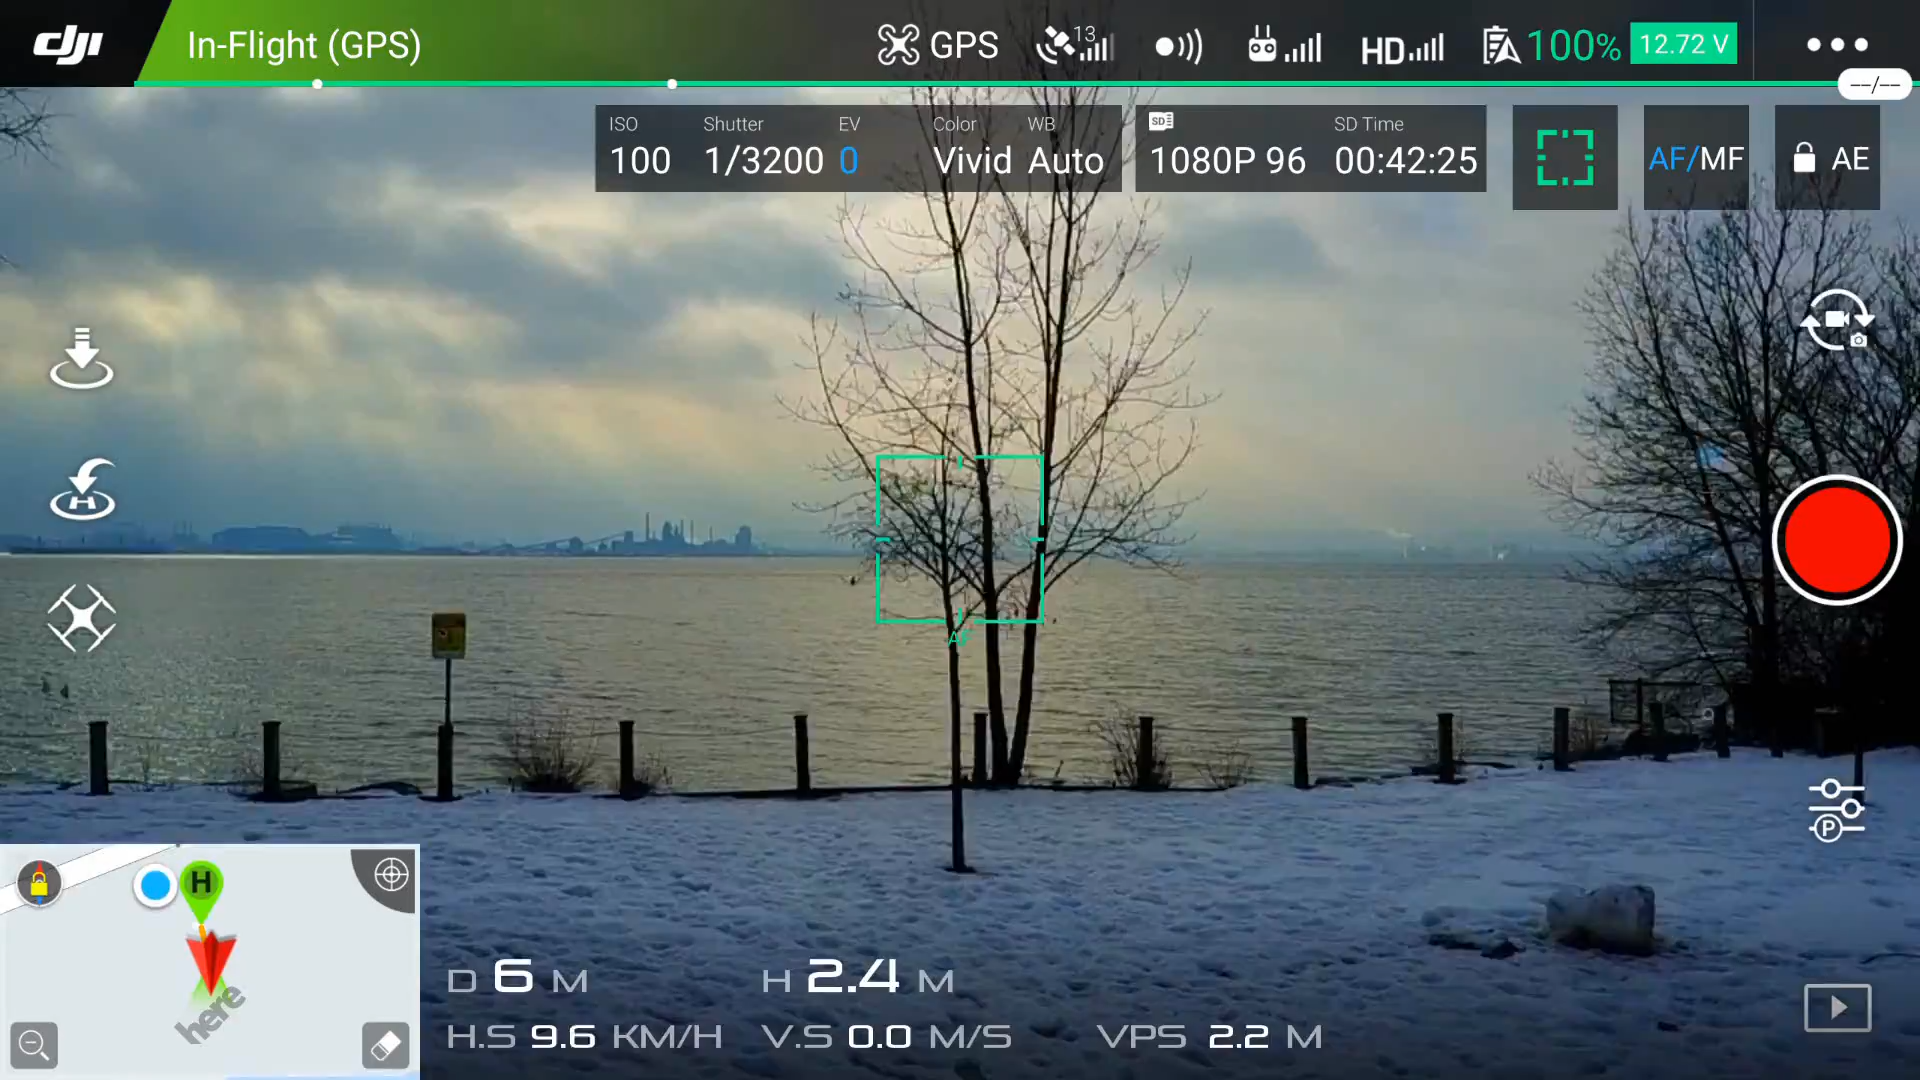 dji In-Flight (GPS) GPS 13 HD 100% 12.72 V
--/--
ISO Shutter EV Color WB SD SD Time
100 1/3200 0 Vivid Auto 1080P 96 00:42:25 AF/MF AE
H
AF
P
H
here
D 6 M H 2.4 M
H.S 9.6 KM/H V.S 0.0 M/S VPS 2.2 M